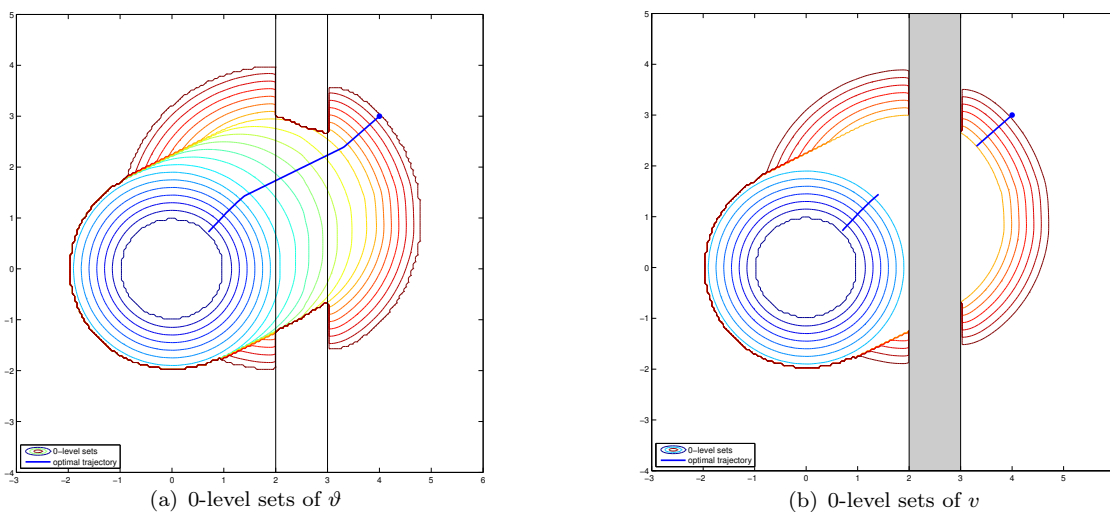 5
4
3
2
1
0
−1
−2
−3
−4
−3 −2 −1 0 1 2 3 4 5 6
0−level sets
optimal trajectory
(a) 0-level sets of ϑ
5
4
3
2
1
0
−1
−2
−3
−4
−3 −2 −1 0 1 2 3 4 5
0−level sets
optimal trajectory
(b) 0-level sets of v